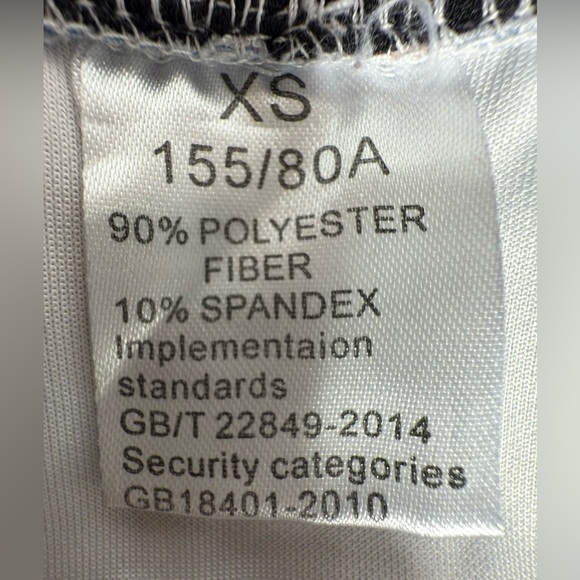 XS
155/80A
90% POLYESTER
FIBER
10% SPANDEX
Implementaion
standards
GB/T 22849-2014
Security categories
GB18401-2010